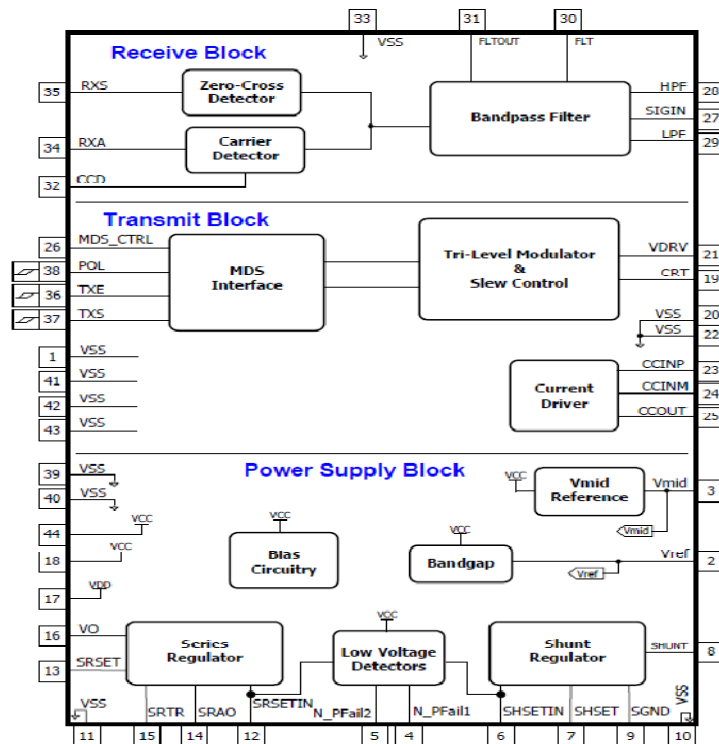 33
31
30
VSS
FLTOUT
FLT
Receive Block
35
RXS
Zero-Cross
Detector
HPF
28
SIGIN
27
Bandpass Filter
34
RXA
Carrier
Detector
LPF
29
32
CCD
Transmit Block
26
MDS_CTRL
38
POL
MDS
Interface
36
TXE
37
TXS
Tri-Level Modulator
&
Slew Control
VDRV
21
CRT
19
VSS
20
VSS
22
1
VSS
41
VSS
42
VSS
43
VSS
Current
Driver
CCINP
23
CCINM
24
CCOUT
25
Power Supply Block
39
VSS
40
VSS
44
VCC
18
VCC
17
VDD
VCC
Vmid
Reference
Vmid
3
Vmid
VCC
Bias
Circuitry
VCC
Bandgap
Vref
2
Vref
16
VO
13
SRSET
Series
Regulator
VCC
Low Voltage
Detectors
Shunt
Regulator
SHUNT
8
VSS
SRTR
SRAO
SRSETIN
N_PFail2
N_PFail1
SHSETIN
SHSET
SGND
VSS
11
15
14
12
5
4
6
7
9
10